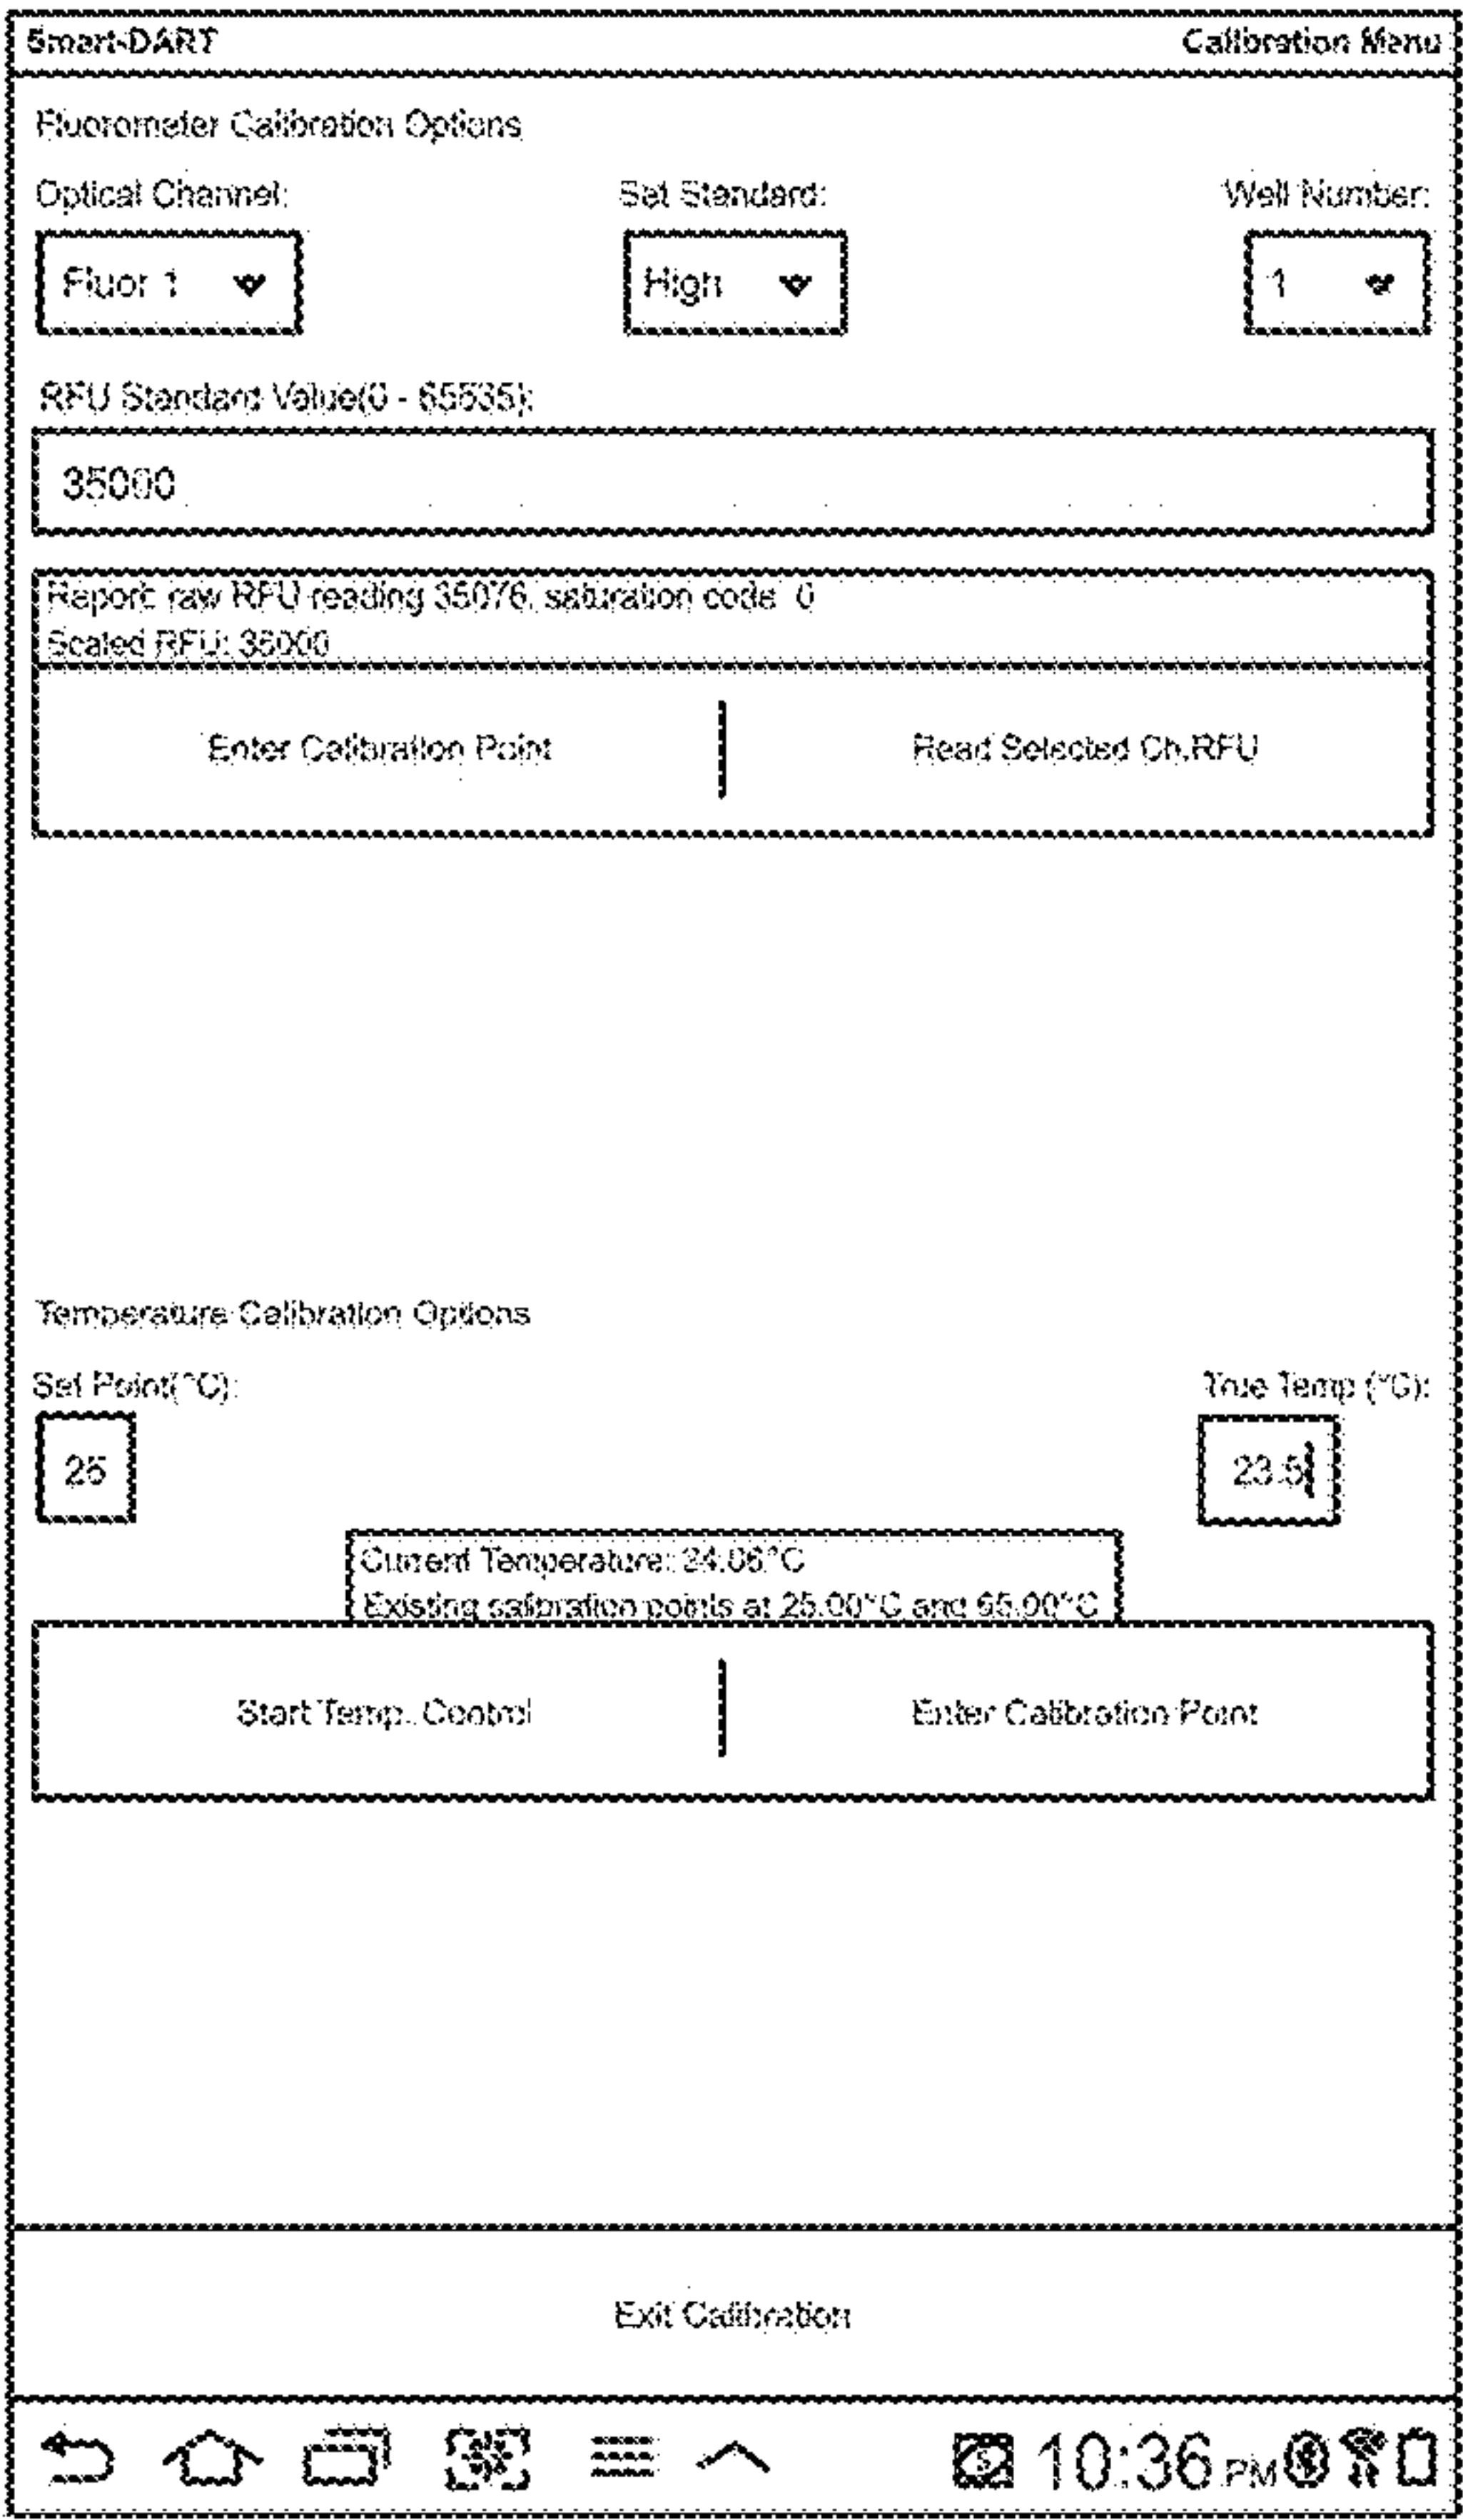 Smart-DART Calibration Menu
Fluorometer Calibration Options
Optical Channel: Set Standard: Well Number:
Fluor 1 High 1
RFU Standard Value(0 - 65535):
35000
Report: raw RFU reading 35076, saturation code 0
Scaled RFU: 35000
Enter Calibration Point Read Selected Ch.RFU
Temperature Calibration Options
Set Point(°C): True Temp (°C):
25 23.5
Current Temperature: 24.06°C
Existing calibration points at 25.00°C and 65.00°C
Start Temp. Control Enter Calibration Point
Exit Calibration
10:36 PM